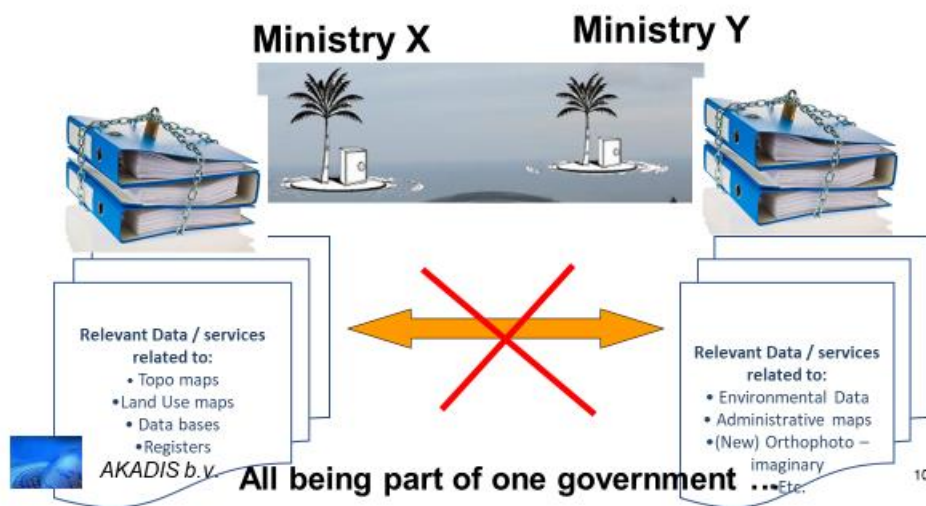 Ministry X
Ministry Y
Relevant Data / services
related to:
• Topo maps
•Land Use maps
• Data bases
•Registers
Relevant Data / services
related to:
• Environmental Data
• Administrative maps
•(New) Orthophoto –
imaginary
Etc.
AKADIS b.v.
All being part of one government ...
10